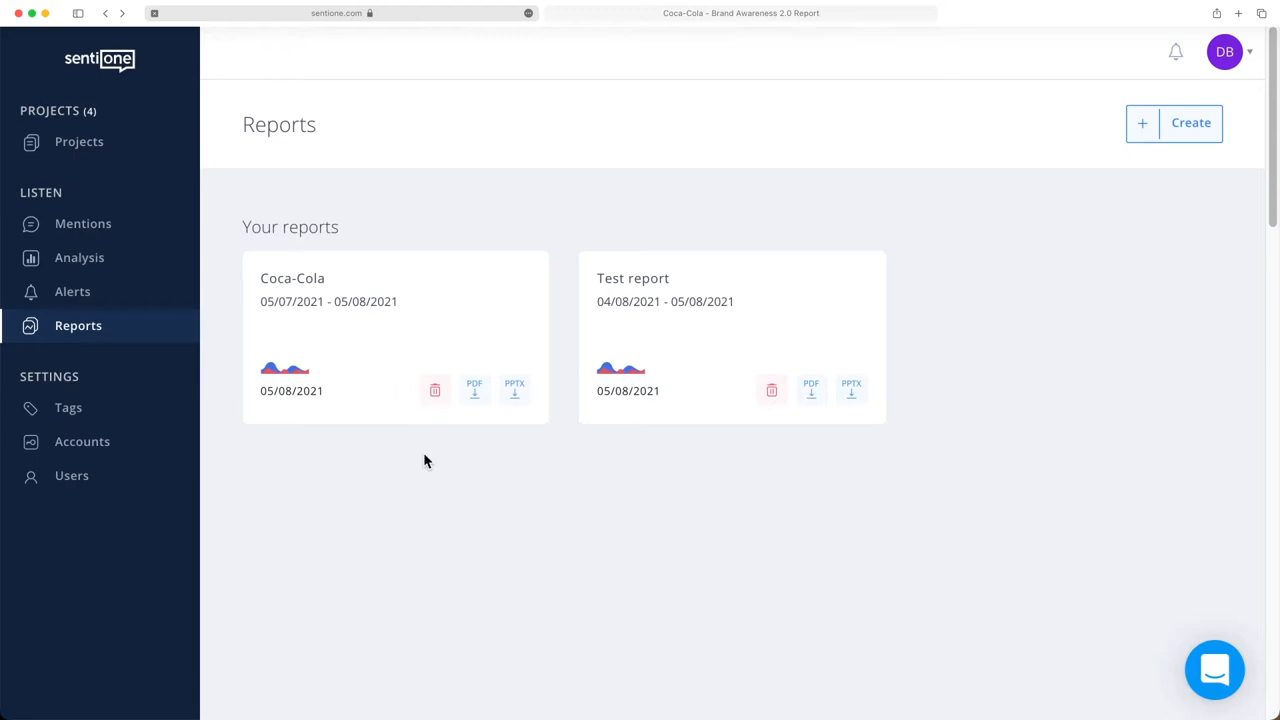 sentione.com
Coca-Cola – Brand Awareness 2.0 Report
sentione
DB
PROJECTS (4)
Projects
LISTEN
Mentions
Analysis
Alerts
Reports
SETTINGS
Tags
Accounts
Users
Reports
+ Create
Your reports
Coca-Cola
05/07/2021 - 05/08/2021
05/08/2021
PDF
PPTX
Test report
04/08/2021 - 05/08/2021
05/08/2021
PDF
PPTX